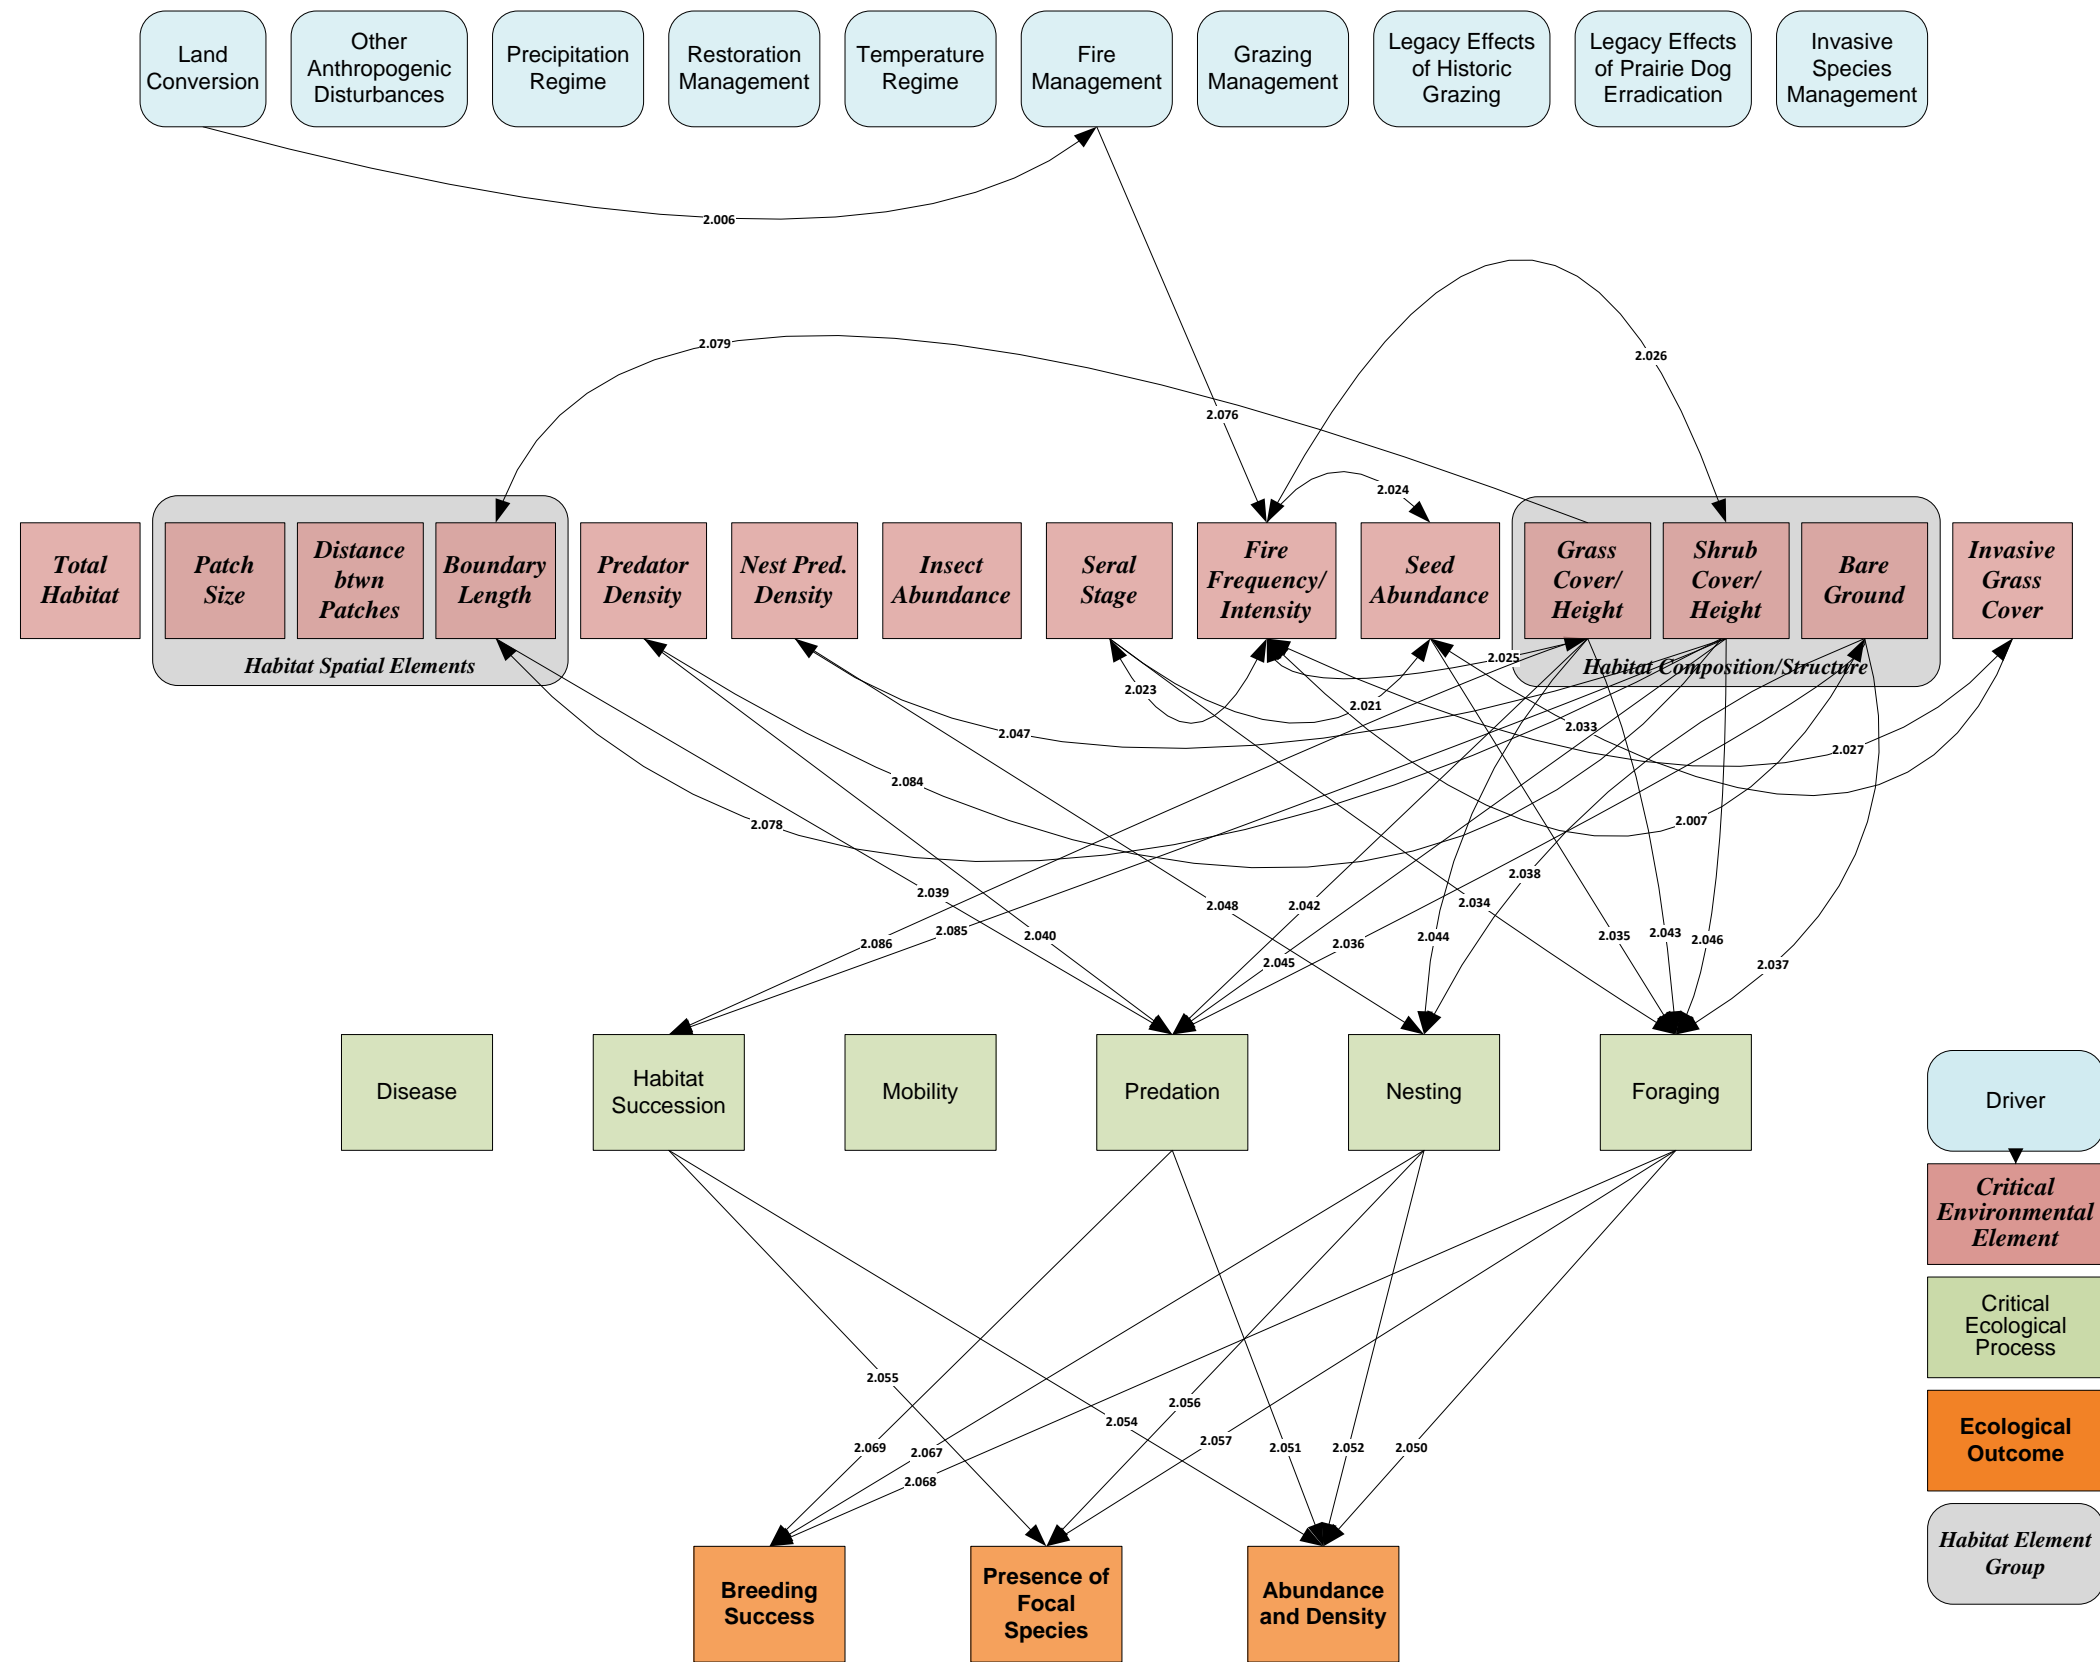 Land
Conversion
Other
Anthropogenic
Disturbances
Precipitation
Regime
Restoration
Management
Temperature
Regime
Fire
Management
Grazing
Management
Legacy Effects
of Historic
Grazing
Legacy Effects
of Prairie Dog
Erradication
Invasive
Species
Management
2.006
2.079
2.026
2.076
2.024
Total
Habitat
Patch
Size
Distance
btwn
Patches
Boundary
Length
Habitat Spatial Elements
Predator
Density
Nest Pred.
Density
Insect
Abundance
Seral
Stage
Fire
Frequency/
Intensity
Seed
Abundance
Grass
Cover/
Height
Shrub
Cover/
Height
Bare
Ground
Habitat Composition/Structure
Invasive
Grass
Cover
2.025
2.023
2.021
2.033
2.047
2.027
2.084
2.078
2.007
2.038
2.039
2.048
2.042
2.034
2.086
2.085
2.040
2.045
2.036
2.044
2.035
2.043
2.046
2.037
Disease
Habitat
Succession
Mobility
Predation
Nesting
Foraging
2.055
2.054
2.056
2.069
2.067
2.068
2.057
2.051
2.052
2.050
Breeding
Success
Presence of
Focal
Species
Abundance
and Density
Driver
Critical
Environmental
Element
Critical
Ecological
Process
Ecological
Outcome
Habitat Element
Group